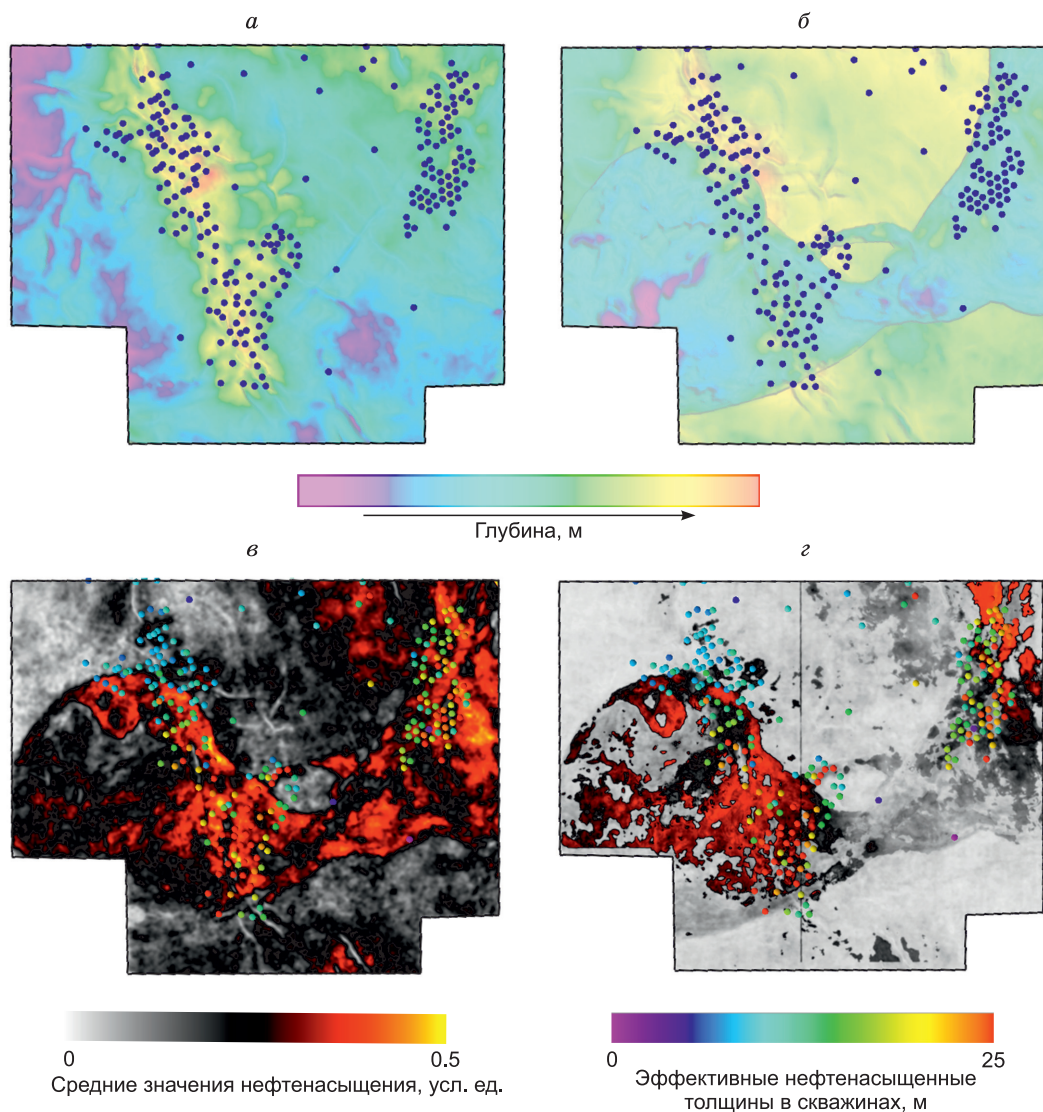 а
б
Глубина, м
в
г
0
0.5
Средние значения нефтенасыщения, усл. ед.
0
25
Эффективные нефтенасыщенные
толщины в скважинах, м